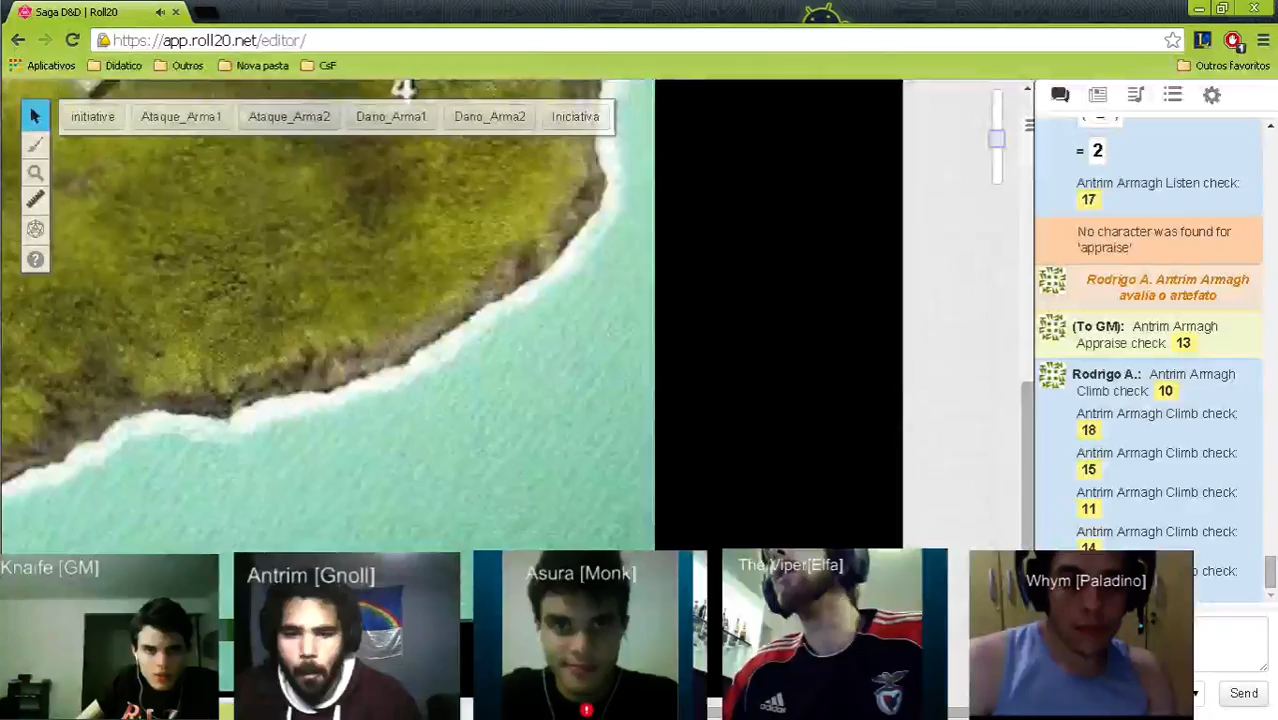 Saga D&D | Roll20
https://app.roll20.net/editor/
Aplicativos Didatico Outros Nova pasta CsF Outros favoritos
initiative Ataque_Arma1 Ataque_Arma2 Dano_Arma1 Dano_Arma2 Iniciativa
4
= 2
Antrim Armagh Listen check:
17
No character was found for
'appraise'
Rodrigo A. Antrim Armagh
avalia o artefato
(To GM): Antrim Armagh
Appraise check: 13
Rodrigo A.: Antrim Armagh
Climb check: 10
Antrim Armagh Climb check:
18
Antrim Armagh Climb check:
15
Antrim Armagh Climb check:
11
Antrim Armagh Climb check:
14
check:
Knaife [GM]
Antrim [Gnoll]
Asura [Monk]
The Viper[Elfa]
Whym [Paladino]
adidas
Send